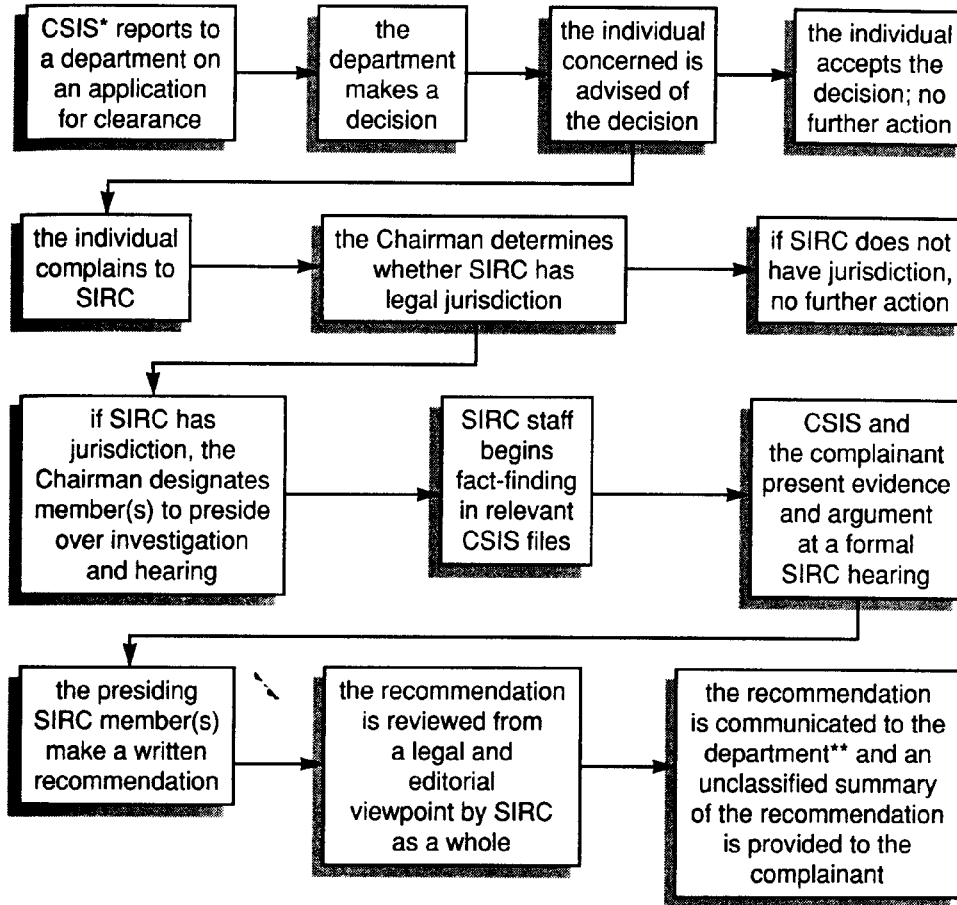 CSIS* reports to
a department on
an application
for clearance
the
department
makes a
decision
the individual
concerned is
advised of
the decision
the individual
accepts the
decision; no
further action
the individual
complains to
SIRC
the Chairman determines
whether SIRC has
legal jurisdiction
if SIRC does not
have jurisdiction,
no further action
if SIRC has
jurisdiction, the
Chairman designates
member(s) to preside
over investigation
and hearing
SIRC staff
begins
fact-finding
in relevant
CSIS files
CSIS and
the complainant
present evidence
and argument
at a formal
SIRC hearing
the presiding
SIRC member(s)
make a written
recommendation
the recommendation
is reviewed from
a legal and
editorial
viewpoint by SIRC
as a whole
the recommendation
is communicated to the
department** and an
unclassified summary
of the recommendation
is provided to the
complainant